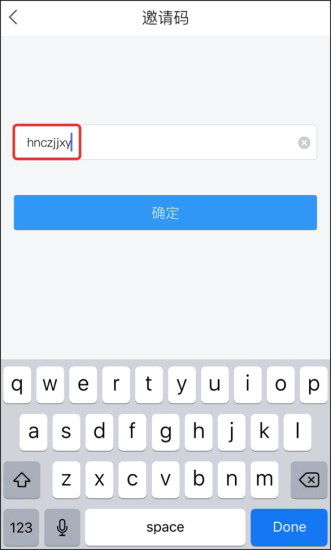 邀请码
hnczjjxy
确定
q w e r t y u i o p
a s d f g h j k l
z x c v b n m
123 space Done